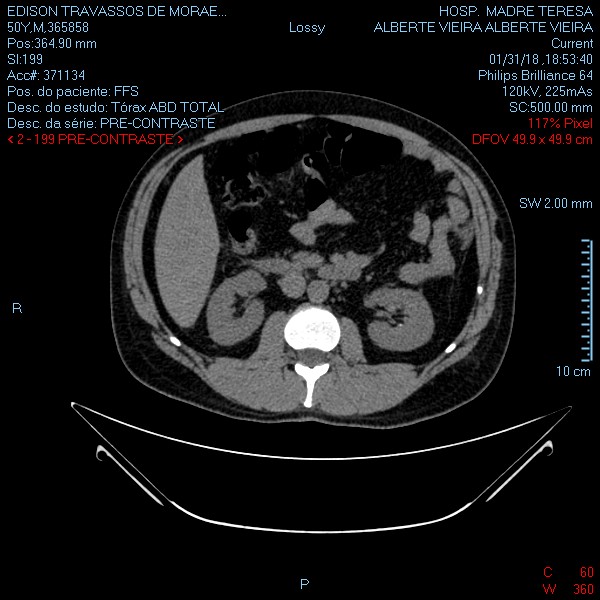 EDISON TRAVASSOS DE MORAE...
50Y,M,365858
Pos:364.90 mm
SI:199
Acc#: 371134
Pos. do paciente: FFS
Desc. do estudo: Tórax ABD TOTAL
Desc. da série: PRE-CONTRASTE
< 2 - 199 PRE-CONTRASTE >
Lossy
HOSP. MADRE TERESA
ALBERTE VIEIRA ALBERTE VIEIRA
Current
01/31/18 ,18:53:40
Philips Brilliance 64
120kV, 225mAs
SC:500.00 mm
117% Pixel
DFOV 49.9 x 49.9 cm
SW 2.00 mm
R
10 cm
P
C 60
W 360